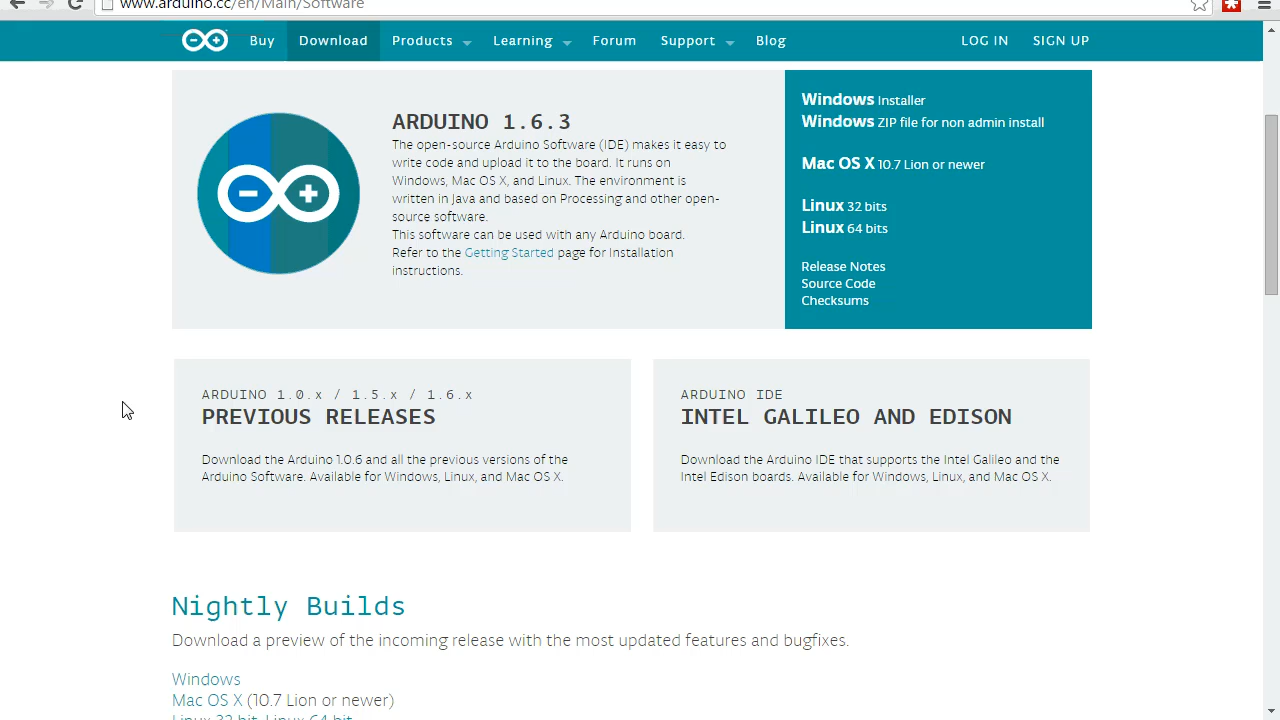 www.arduino.cc/en/Main/Software
Buy Download Products Learning Forum Support Blog LOG IN SIGN UP
ARDUINO 1.6.3
The open-source Arduino Software (IDE) makes it easy to
write code and upload it to the board. It runs on
Windows, Mac OS X, and Linux. The environment is
written in Java and based on Processing and other open-
source software.
This software can be used with any Arduino board.
Refer to the Getting Started page for Installation
instructions.
Windows Installer
Windows ZIP file for non admin install
Mac OS X 10.7 Lion or newer
Linux 32 bits
Linux 64 bits
Release Notes
Source Code
Checksums
ARDUINO 1.0.x / 1.5.x / 1.6.x
PREVIOUS RELEASES
Download the Arduino 1.0.6 and all the previous versions of the
Arduino Software. Available for Windows, Linux, and Mac OS X.
ARDUINO IDE
INTEL GALILEO AND EDISON
Download the Arduino IDE that supports the Intel Galileo and the
Intel Edison boards. Available for Windows, Linux, and Mac OS X.
Nightly Builds
Download a preview of the incoming release with the most updated features and bugfixes.
Windows
Mac OS X (10.7 Lion or newer)
Linux 32 bit, Linux 64 bit